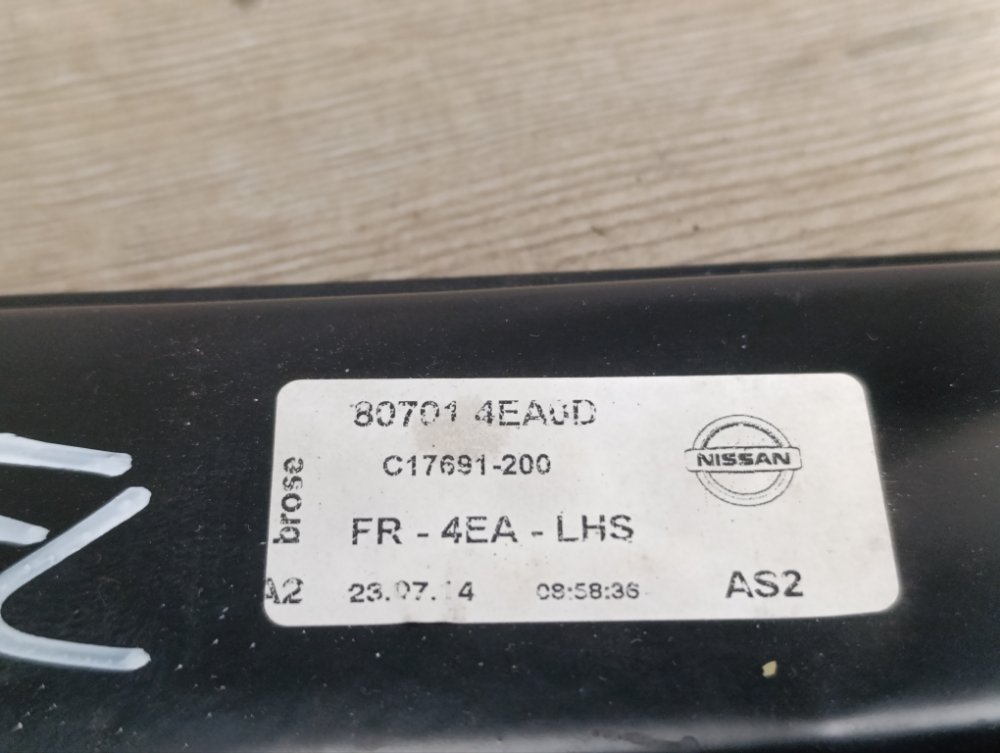 80701 4EA0D
C17691-200
NISSAN
brose
FR - 4EA - LHS
A2 23.07.14 08:58:36 AS2